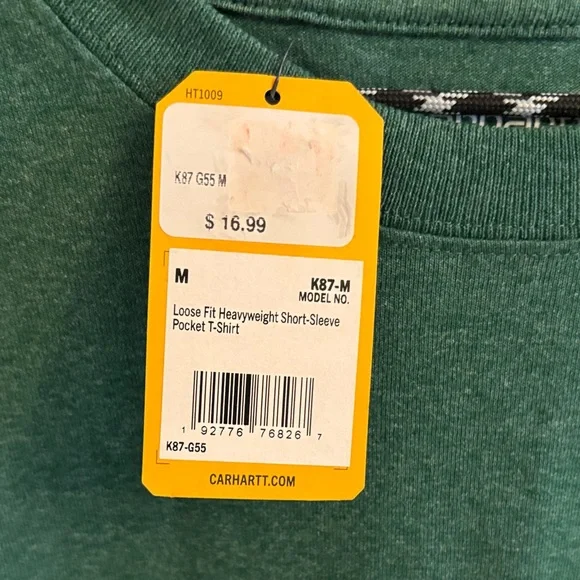 HT1009
K87 G55 M
$ 16.99
M
K87-M
MODEL NO.
Loose Fit Heavyweight Short-Sleeve
Pocket T-Shirt
1 92776 76826 7
K87-G55
CARHARTT.COM